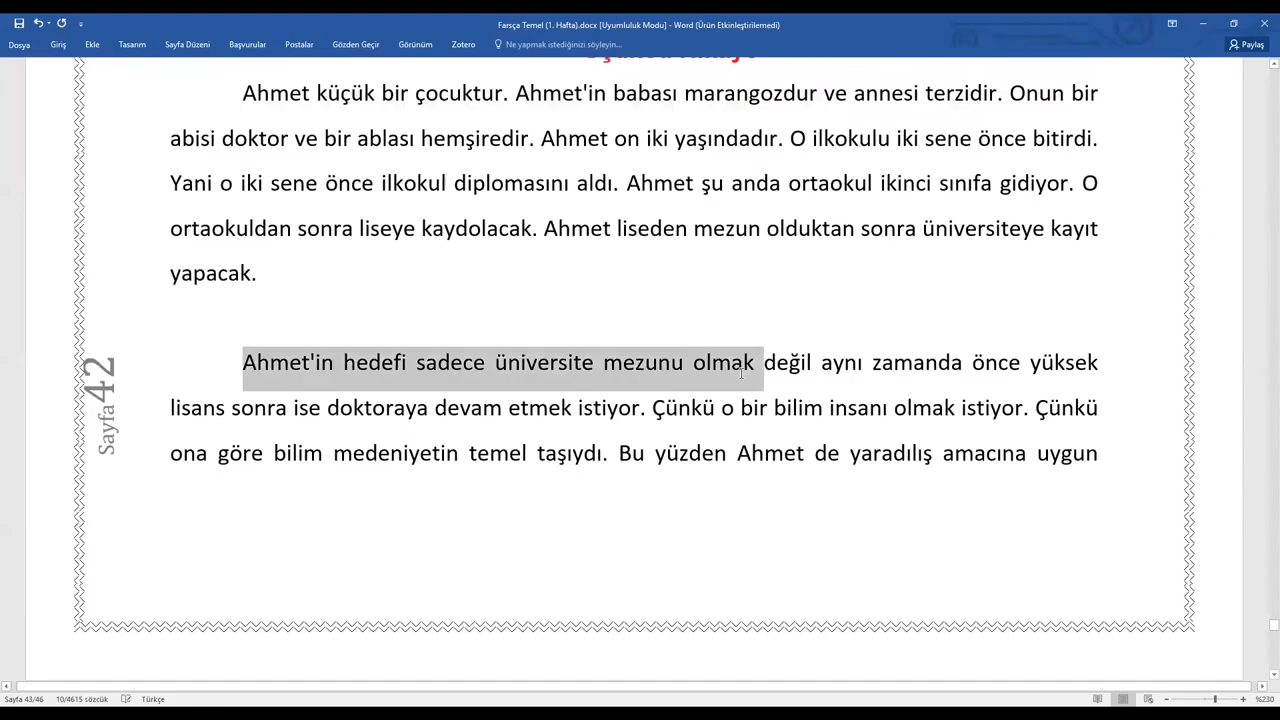 Farsça Temel (1. Hafta).docx [Uyumluluk Modu] - Word (Ürün Etkinleştirilemedi)
Dosya Giriş Ekle Tasarım Sayfa Düzeni Başvurular Postalar Gözden Geçir Görünüm Zotero Ne yapmak istediğinizi söyleyin... Paylaş
Ahmet küçük bir çocuktur. Ahmet'in babası marangozdur ve annesi terzidir. Onun bir
abisi doktor ve bir ablası hemşiredir. Ahmet on iki yaşındadır. O ilkokulu iki sene önce bitirdi.
Yani o iki sene önce ilkokul diplomasını aldı. Ahmet şu anda ortaokul ikinci sınıfa gidiyor. O
ortaokuldan sonra liseye kaydolacak. Ahmet liseden mezun olduktan sonra üniversiteye kayıt
yapacak.
Ahmet'in hedefi sadece üniversite mezunu olmak değil aynı zamanda önce yüksek
lisans sonra ise doktoraya devam etmek istiyor. Çünkü o bir bilim insanı olmak istiyor. Çünkü
ona göre bilim medeniyetin temel taşıydı. Bu yüzden Ahmet de yaradılış amacına uygun
Sayfa 42
Sayfa 43/46 10/4615 sözcük Türkçe %230